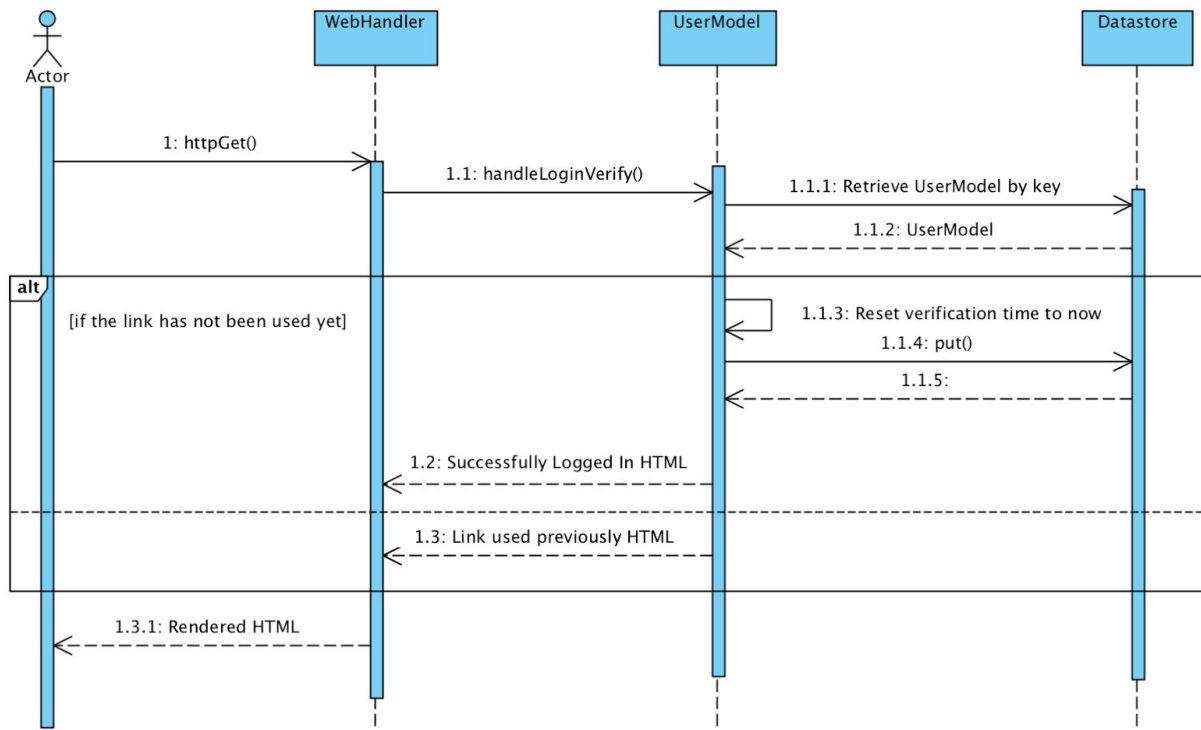 WebHandler
UserModel
Datastore
Actor
1: httpGet()
1.1: handleLoginVerify()
1.1.1: Retrieve UserModel by key
1.1.2: UserModel
alt
[if the link has not been used yet]
1.1.3: Reset verification time to now
1.1.4: put()
1.1.5:
1.2: Successfully Logged In HTML
1.3: Link used previously HTML
1.3.1: Rendered HTML